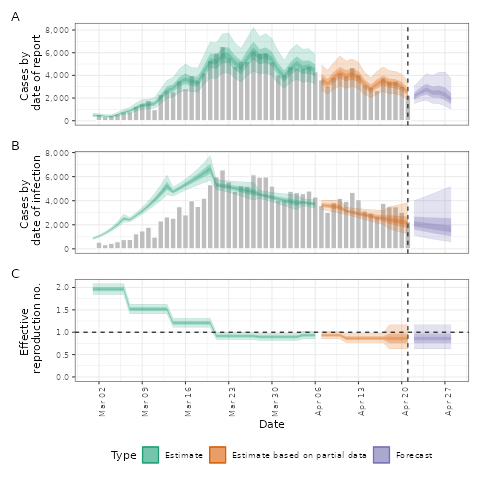 A
8,000
6,000
4,000
2,000
0
Cases by
date of report
B
8,000
6,000
4,000
2,000
0
Cases by
date of infection
C
2.0
1.5
1.0
0.5
0.0
Effective
reproduction no.
Mar 02
Mar 09
Mar 16
Mar 23
Mar 30
Apr 06
Apr 13
Apr 20
Apr 27
Date
Type Estimate Estimate based on partial data Forecast